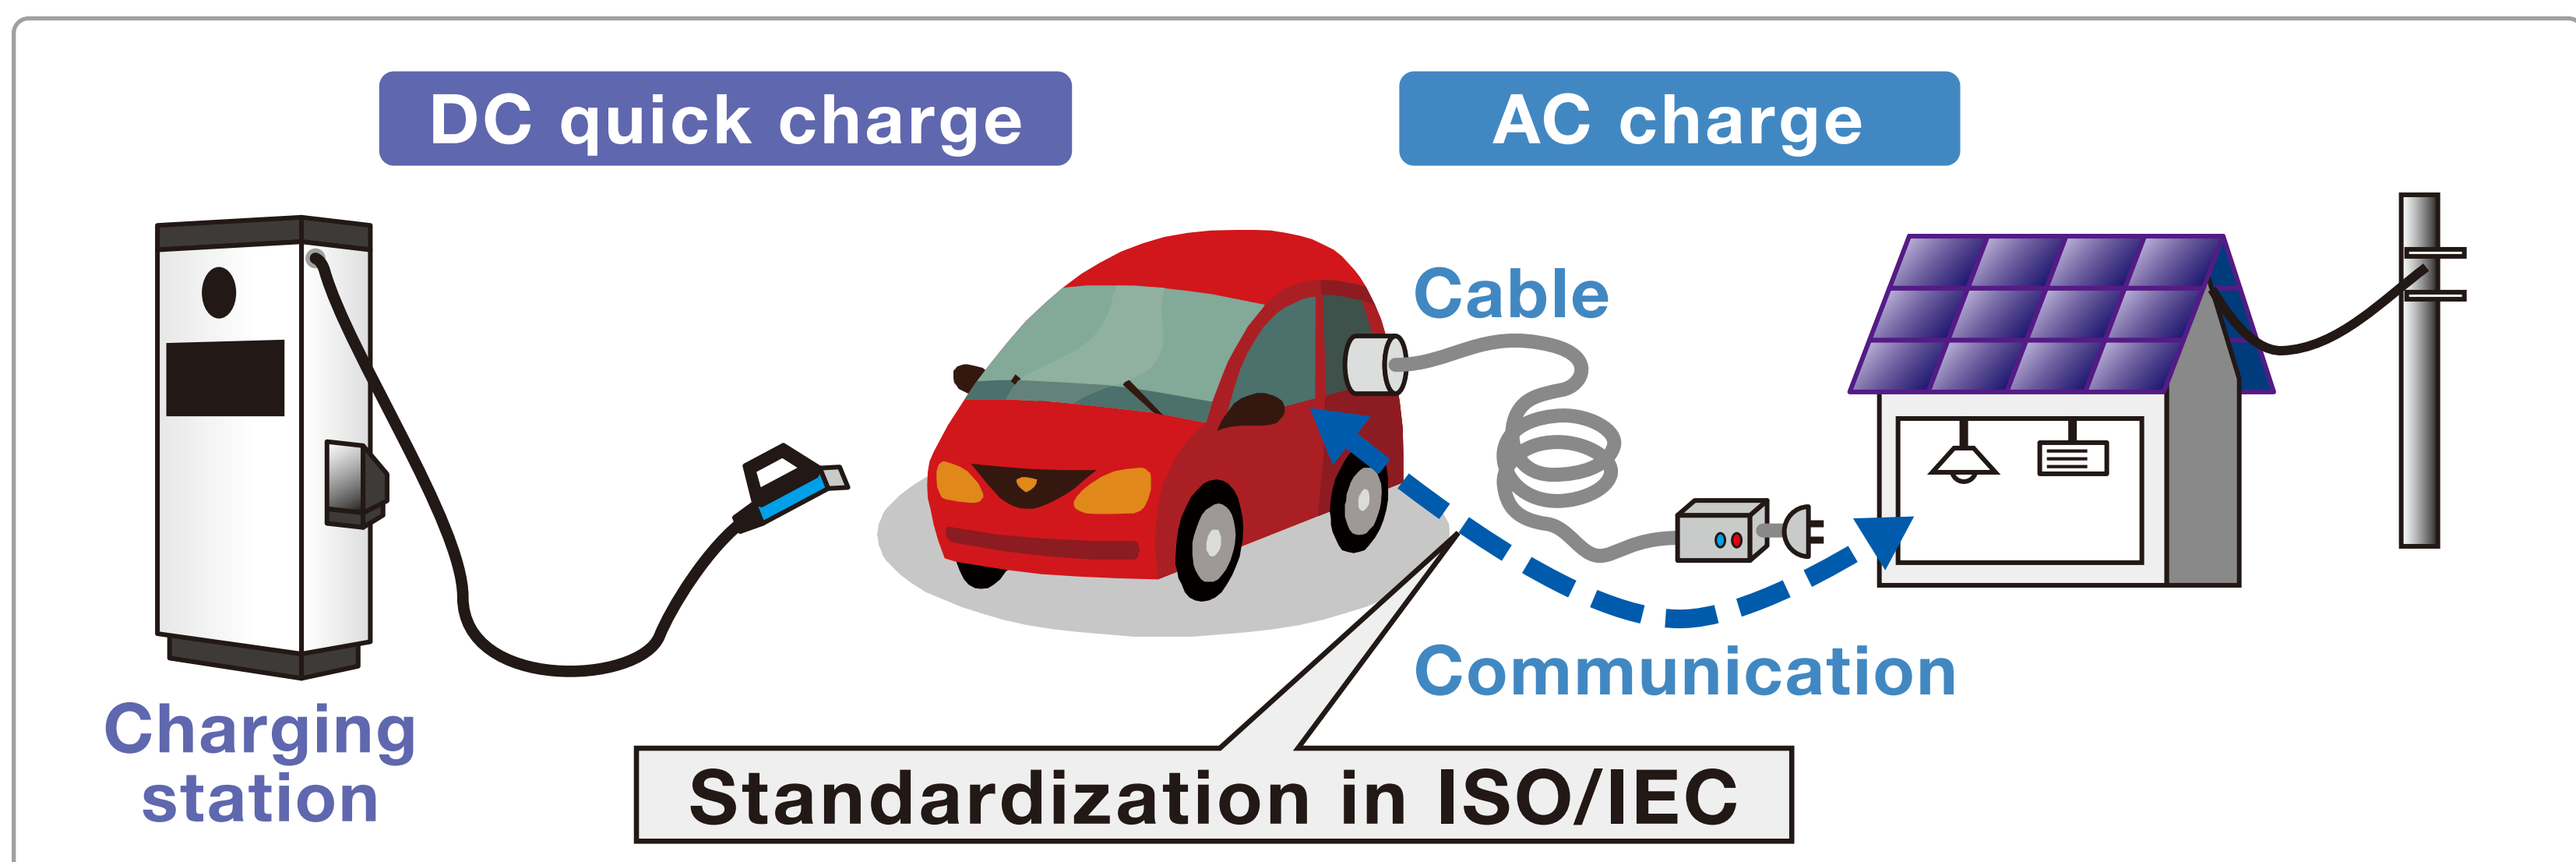 DC quick charge
AC charge
Cable
Communication
Charging
station
Standardization in ISO/IEC